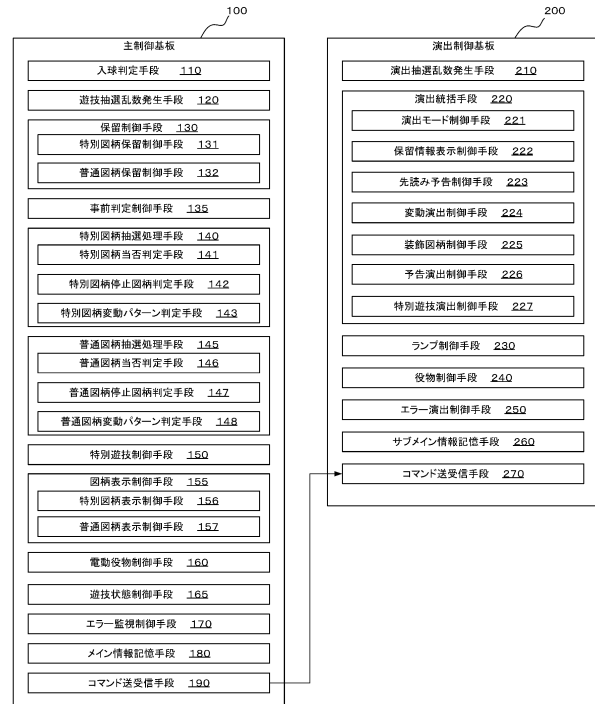 100
主制御基板
入球判定手段 110
遊技抽選乱数発生手段 120
保留制御手段 130
特別図柄保留制御手段 131
普通図柄保留制御手段 132
事前判定制御手段 135
特別図柄抽選処理手段 140
特別図柄当否判定手段 141
特別図柄停止図柄判定手段 142
特別図柄変動パターン判定手段 143
普通図柄抽選処理手段 145
普通図柄当否判定手段 146
普通図柄停止図柄判定手段 147
普通図柄変動パターン判定手段 148
特別遊技制御手段 150
図柄表示制御手段 155
特別図柄表示制御手段 156
普通図柄表示制御手段 157
電動役物制御手段 160
遊技状態制御手段 165
エラー監視制御手段 170
メイン情報記憶手段 180
コマンド送受信手段 190
200
演出制御基板
演出抽選乱数発生手段 210
演出統括手段 220
演出モード制御手段 221
保留情報表示制御手段 222
先読み予告制御手段 223
変動演出制御手段 224
装飾図柄制御手段 225
予告演出制御手段 226
特別遊技演出制御手段 227
ランプ制御手段 230
役物制御手段 240
エラー演出制御手段 250
サブメイン情報記憶手段 260
コマンド送受信手段 270